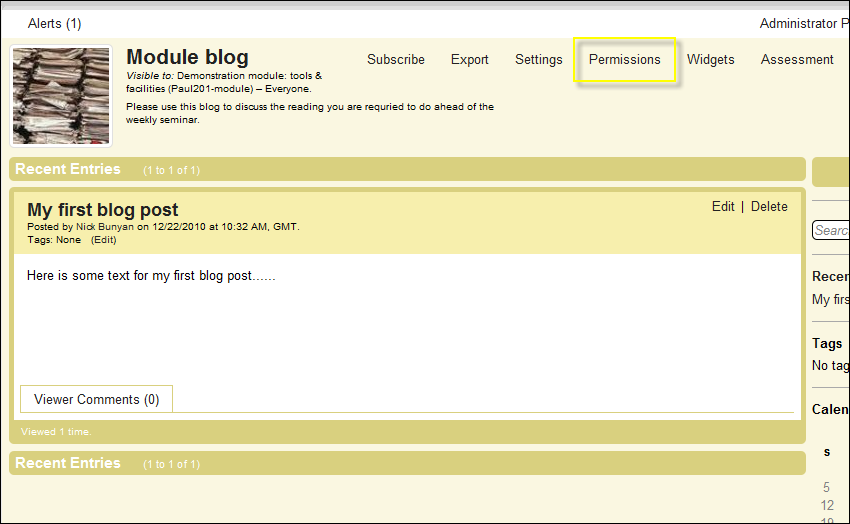 Alerts (1)
Administrator P
Module blog
Subscribe Export Settings Permissions Widgets Assessment
Visible to: Demonstration module: tools &
facilities (Paul201-module) – Everyone.
Please use this blog to discuss the reading you are requried to do ahead of the
weekly seminar.
Recent Entries (1 to 1 of 1)
My first blog post
Edit | Delete
Posted by Nick Bunyan on 12/22/2010 at 10:32 AM, GMT.
Tags: None (Edit)
Here is some text for my first blog post......
Viewer Comments (0)
Viewed 1 time.
Recent Entries (1 to 1 of 1)
Searc
Recen
My firs
Tags
No tag
Calen
s
5
12
19